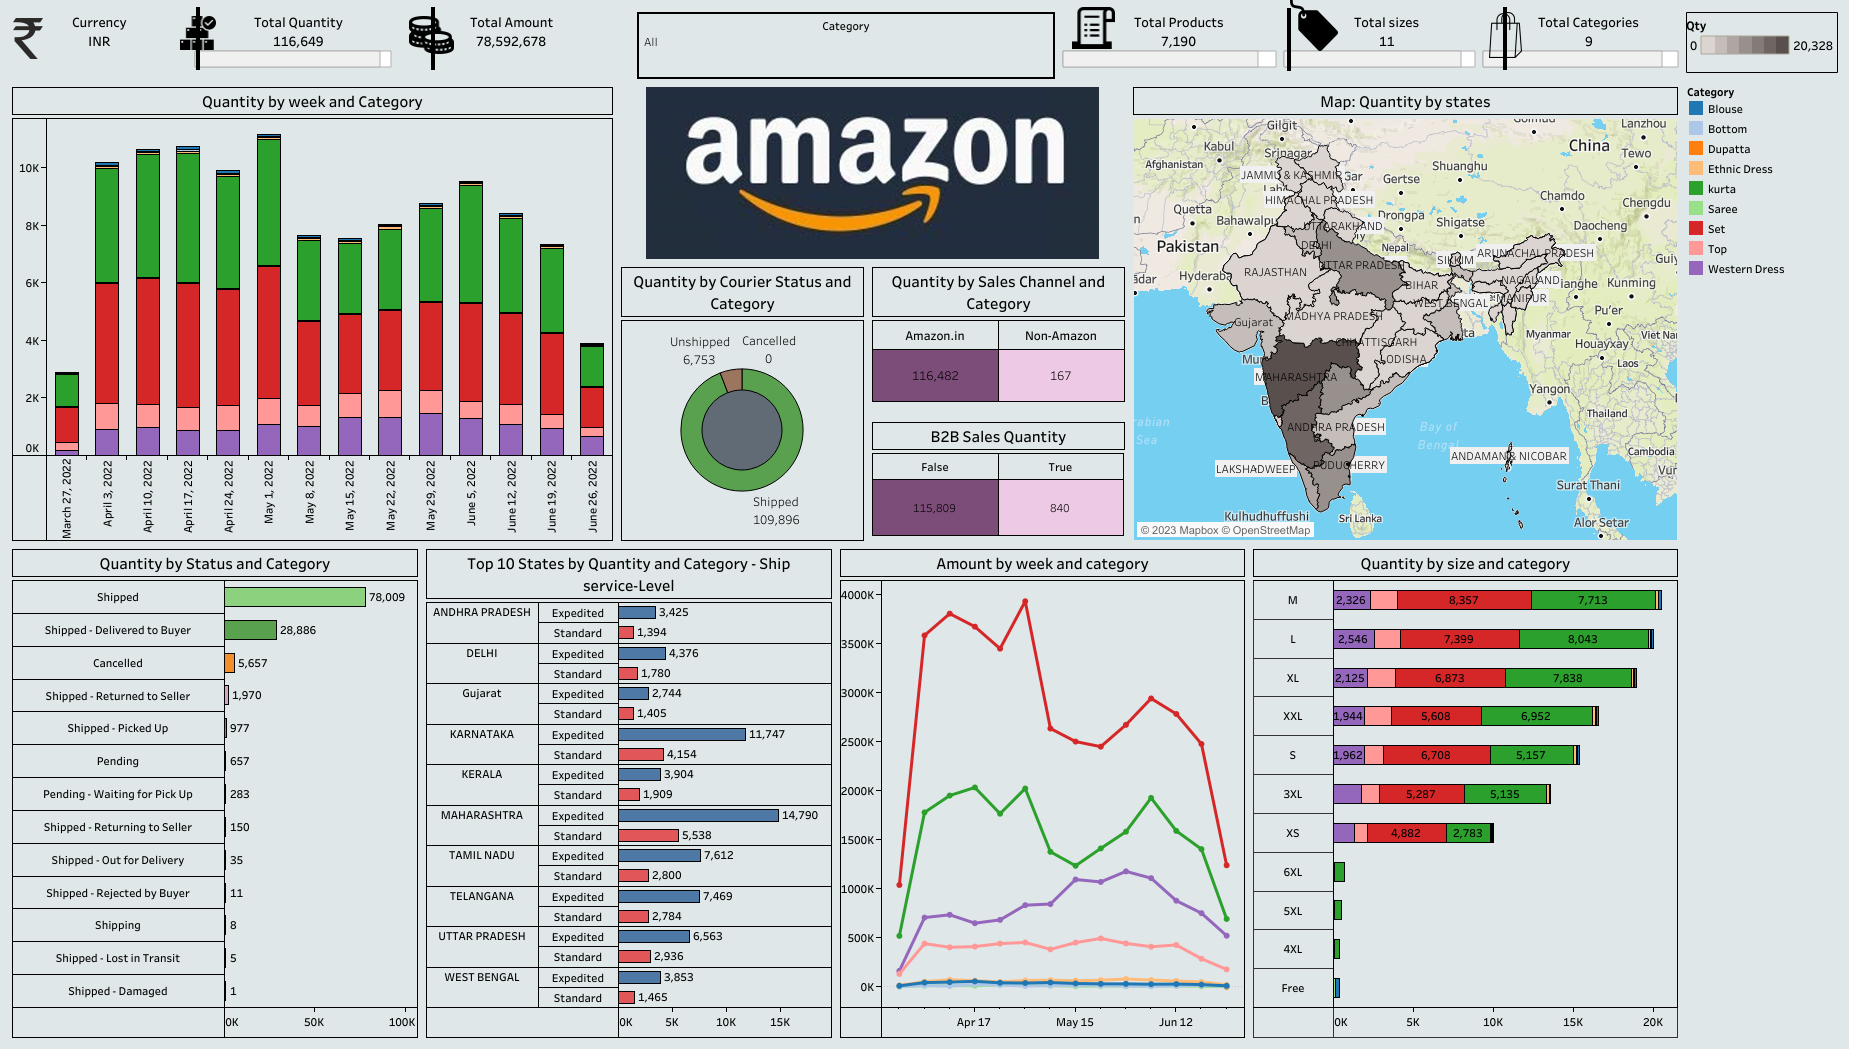 Currency
INR
Total Quantity
116,649
Total Amount
78,592,678
Category
All
Total Products
7,190
Total sizes
11
Total Categories
9
Qty
0
20,328
Category
Blouse
Bottom
Dupatta
Ethnic Dress
kurta
Saree
Set
Top
Western Dress
Quantity by week and Category
10K
8K
6K
4K
2K
0K
March 27, 2022
April 3, 2022
April 10, 2022
April 17, 2022
April 24, 2022
May 1, 2022
May 8, 2022
May 15, 2022
May 22, 2022
May 29, 2022
June 5, 2022
June 12, 2022
June 19, 2022
June 26, 2022
amazon
Quantity by Courier Status and
Category
Unshipped
6,753
Cancelled
0
Shipped
109,896
Quantity by Sales Channel and
Category
Amazon.in
Non-Amazon
116,482
167
B2B Sales Quantity
False
True
115,809
840
Map: Quantity by states
Gilgit
Golmud
Lanzhou
Kabul
Srinagar
China
Tewo
Afghanistan
Shuanghu
JAMMU & KASHMIR
Gar
Gertse
Chamdo
Chengdu
HIMACHAL PRADESH
Quetta
Bahawalpu
Drongpa
Shigatse
Daocheng
UTTARAKHAND
Pakistan
DELHI
Nepal
SIKKIM
ARUNACHAL PRADESH
Hyderaba
RAJASTHAN
UTTAR PRADESH
BIHAR
NAGALAND
Kunming
WEST BENGAL
MANIPUR
Gujarat
MADHYA PRADESH
Pu'er
Myanmar
Viet Nam
CHHATTISGARH
Houayxay
ODISHA
Laos
MAHARASHTRA
Yangon
Thailand
ANDHRA PRADESH
Bay of
Bengal
Sea
Cambodia
LAKSHADWEEP
PUDUCHERRY
ANDAMAN & NICOBAR
Surat Thani
Kulhudhuffushi
Sri Lanka
Alor Setar
© 2023 Mapbox © OpenStreetMap
Quantity by Status and Category
Shipped
78,009
Shipped - Delivered to Buyer
28,886
Cancelled
5,657
Shipped - Returned to Seller
1,970
Shipped - Picked Up
977
Pending
657
Pending - Waiting for Pick Up
283
Shipped - Returning to Seller
150
Shipped - Out for Delivery
35
Shipped - Rejected by Buyer
11
Shipping
8
Shipped - Lost in Transit
5
Shipped - Damaged
1
0K
50K
100K
Top 10 States by Quantity and Category - Ship
service-Level
ANDHRA PRADESH
Expedited
3,425
Standard
1,394
DELHI
Expedited
4,376
Standard
1,780
Gujarat
Expedited
2,744
Standard
1,405
KARNATAKA
Expedited
11,747
Standard
4,154
KERALA
Expedited
3,904
Standard
1,909
MAHARASHTRA
Expedited
14,790
Standard
5,538
TAMIL NADU
Expedited
7,612
Standard
2,800
TELANGANA
Expedited
7,469
Standard
2,784
UTTAR PRADESH
Expedited
6,563
Standard
2,936
WEST BENGAL
Expedited
3,853
Standard
1,465
0K
5K
10K
15K
Amount by week and category
4000K
3500K
3000K
2500K
2000K
1500K
1000K
500K
0K
Apr 17
May 15
Jun 12
Quantity by size and category
M
2,326
8,357
7,713
L
2,546
7,399
8,043
XL
2,125
6,873
7,838
XXL
1,944
5,608
6,952
S
1,962
6,708
5,157
3XL
5,287
5,135
XS
4,882
2,783
6XL
5XL
4XL
Free
0K
5K
10K
15K
20K